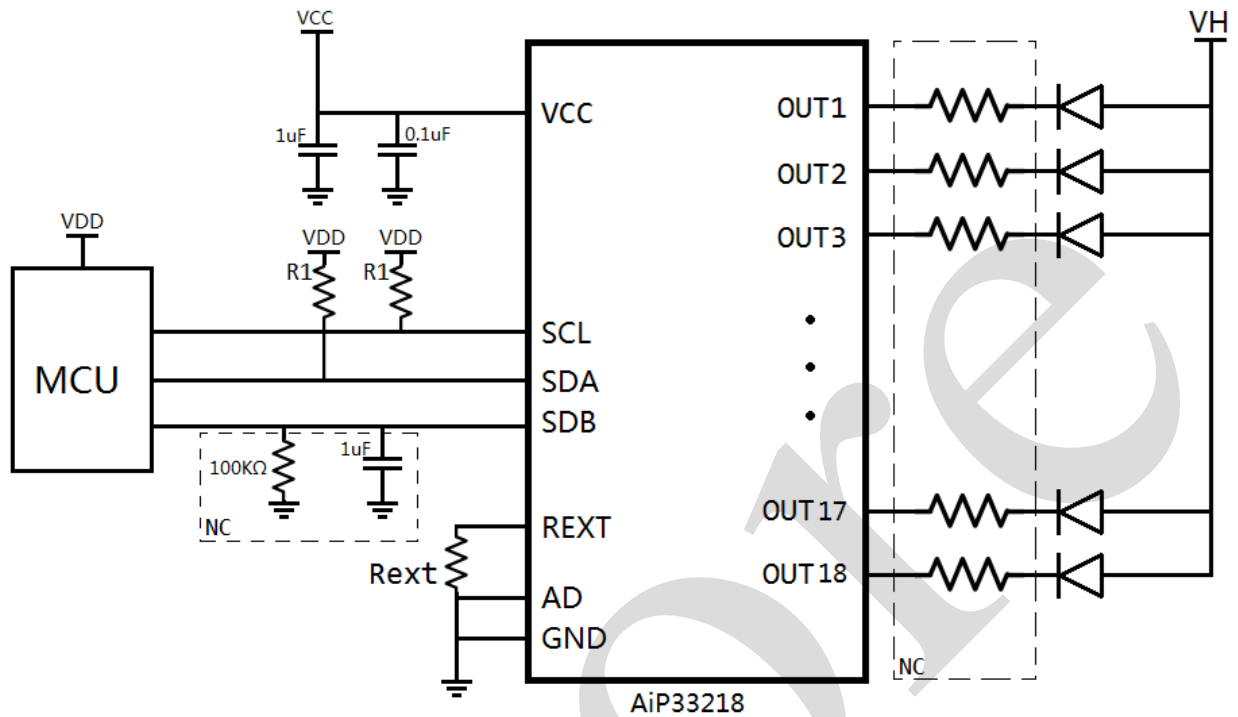 VCC
VH
1uF
0.1uF
VCC
OUT1
OUT2
OUT3
VDD
VDD
VDD
R1
R1
MCU
SCL
SDA
SDB
100KΩ
1uF
NC
REXT
Rext
AD
GND
OUT17
OUT18
NC
AiP33218
ore